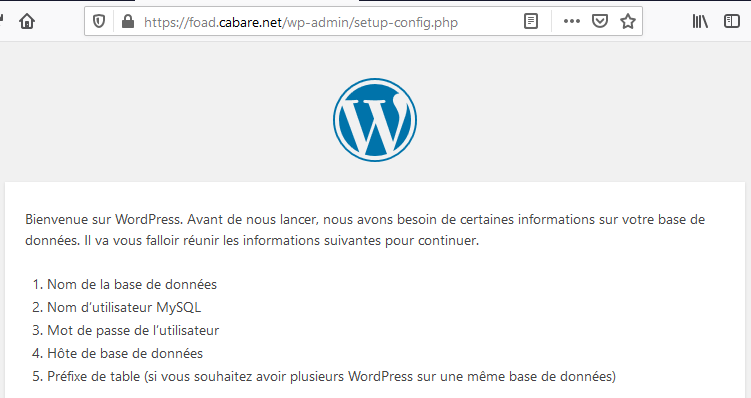 https://foad.cabare.net/wp-admin/setup-config.php
W
Bienvenue sur WordPress. Avant de nous lancer, nous avons besoin de certaines informations sur votre base de
données. Il va vous falloir réunir les informations suivantes pour continuer.
1. Nom de la base de données
2. Nom d’utilisateur MySQL
3. Mot de passe de l’utilisateur
4. Hôte de base de données
5. Préfixe de table (si vous souhaitez avoir plusieurs WordPress sur une même base de données)